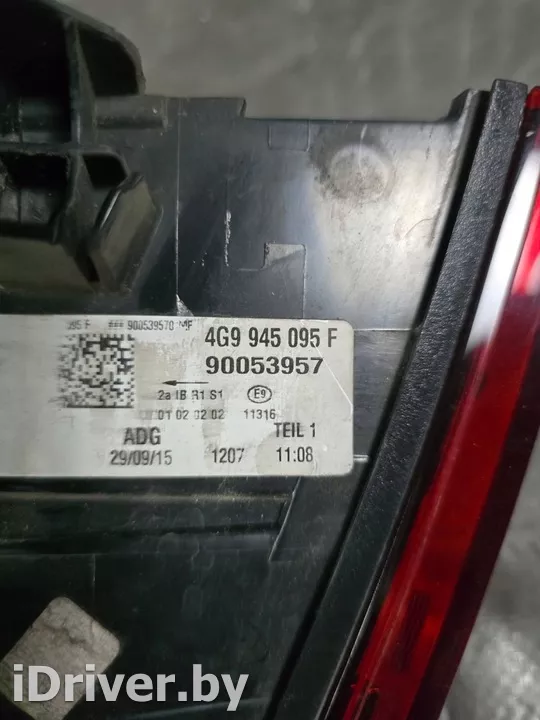 095 F ### 900539570 MF
4G9 945 095 F
90053957
2a IB R1 S1 E9
01 02 02 02 11316
ADG TEIL 1
29/09/15 1207 11:08
iDriver.by